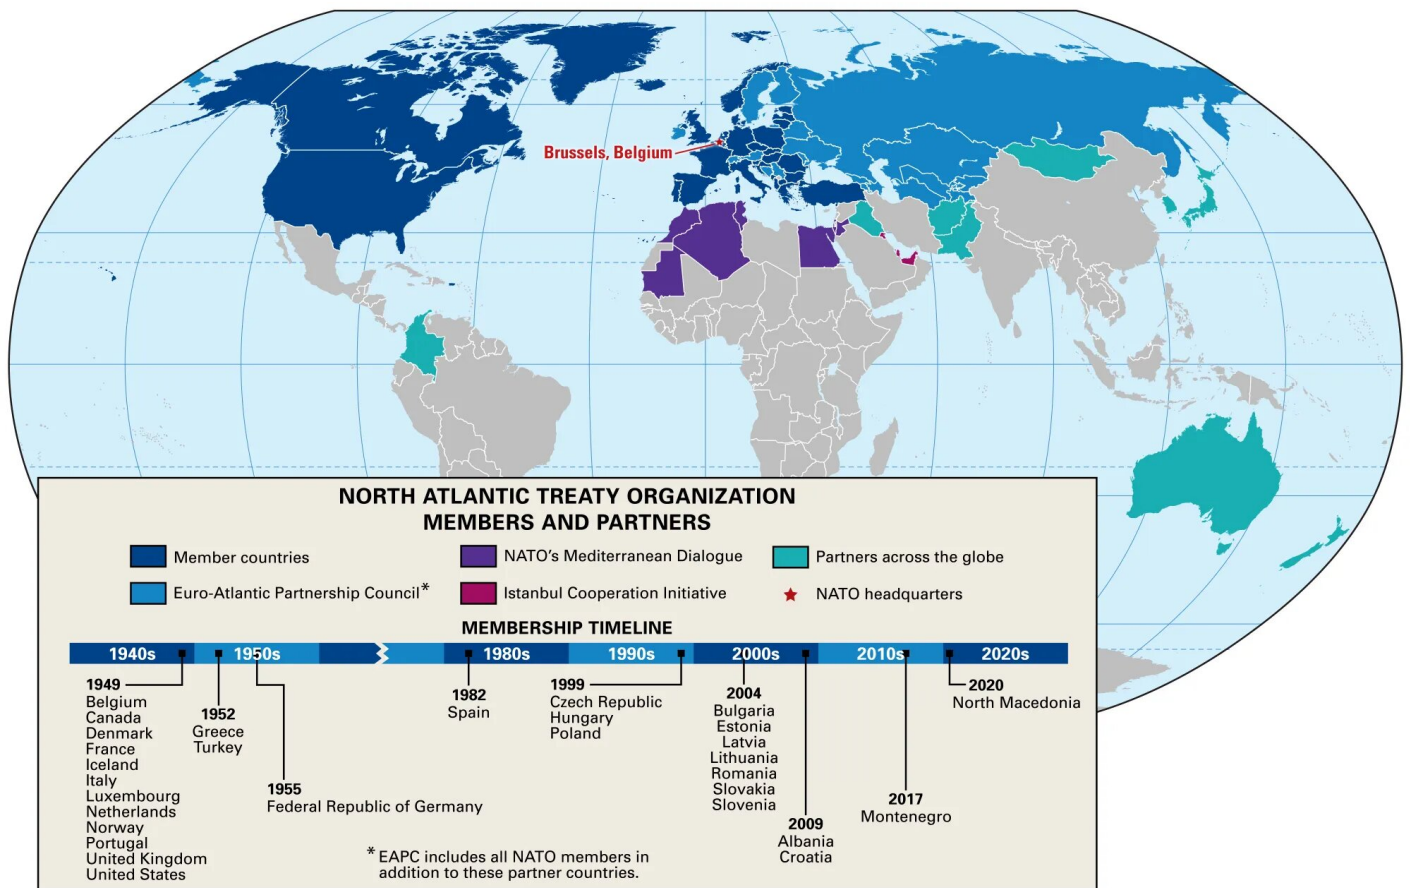 Brussels, Belgium
NORTH ATLANTIC TREATY ORGANIZATION
MEMBERS AND PARTNERS
Member countries
NATO’s Mediterranean Dialogue
Partners across the globe
Euro-Atlantic Partnership Council*
Istanbul Cooperation Initiative
NATO headquarters
MEMBERSHIP TIMELINE
1940s 1950s 1980s 1990s 2000s 2010s 2020s
1949
Belgium
Canada
Denmark
France
Iceland
Italy
Luxembourg
Netherlands
Norway
Portugal
United Kingdom
United States
1952
Greece
Turkey
1955
Federal Republic of Germany
1982
Spain
1999
Czech Republic
Hungary
Poland
2004
Bulgaria
Estonia
Latvia
Lithuania
Romania
Slovakia
Slovenia
2009
Albania
Croatia
2017
Montenegro
2020
North Macedonia
* EAPC includes all NATO members in
addition to these partner countries.